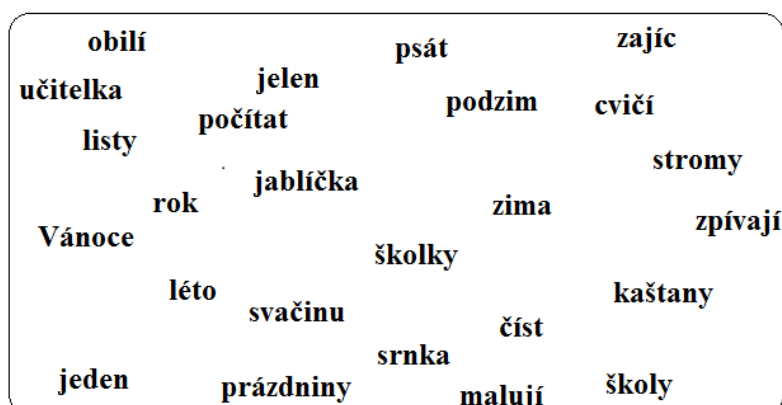 obilí
psát
zajíc
učitelka
jelen
podzim
cvičí
počítat
listy
stromy
jablíčka
rok
zima
zpívají
Vánoce
školky
léto
kaštany
svačinu
číst
srnka
jeden
prázdniny
malují
školy